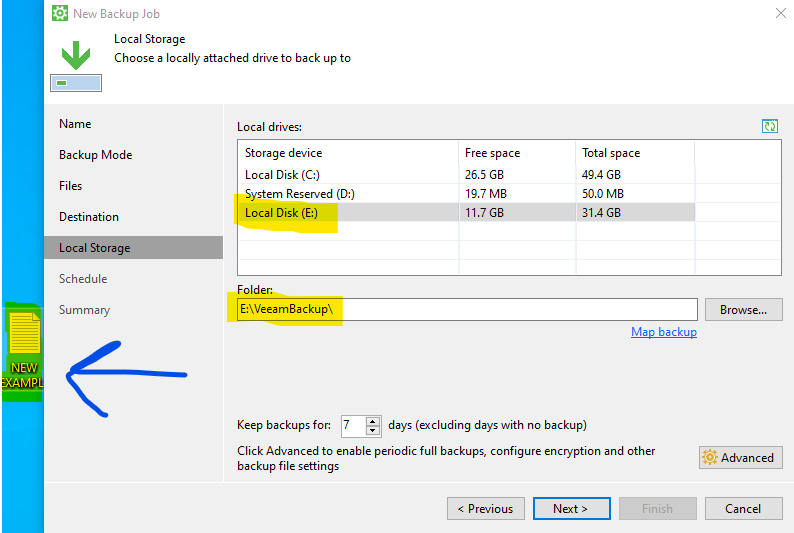 New Backup Job
Local Storage
Choose a locally attached drive to back up to
Name
Backup Mode
Files
Destination
Local Storage
Schedule
Summary
Local drives:
Storage device Free space Total space
Local Disk (C:) 26.5 GB 49.4 GB
System Reserved (D:) 19.7 MB 50.0 MB
Local Disk (E:) 11.7 GB 31.4 GB
Folder:
E:\VeeamBackup\ Browse...
Map backup
NEW
EXAMPL
Keep backups for: 7 days (excluding days with no backup)
Click Advanced to enable periodic full backups, configure encryption and other
backup file settings
Advanced
< Previous Next > Finish Cancel